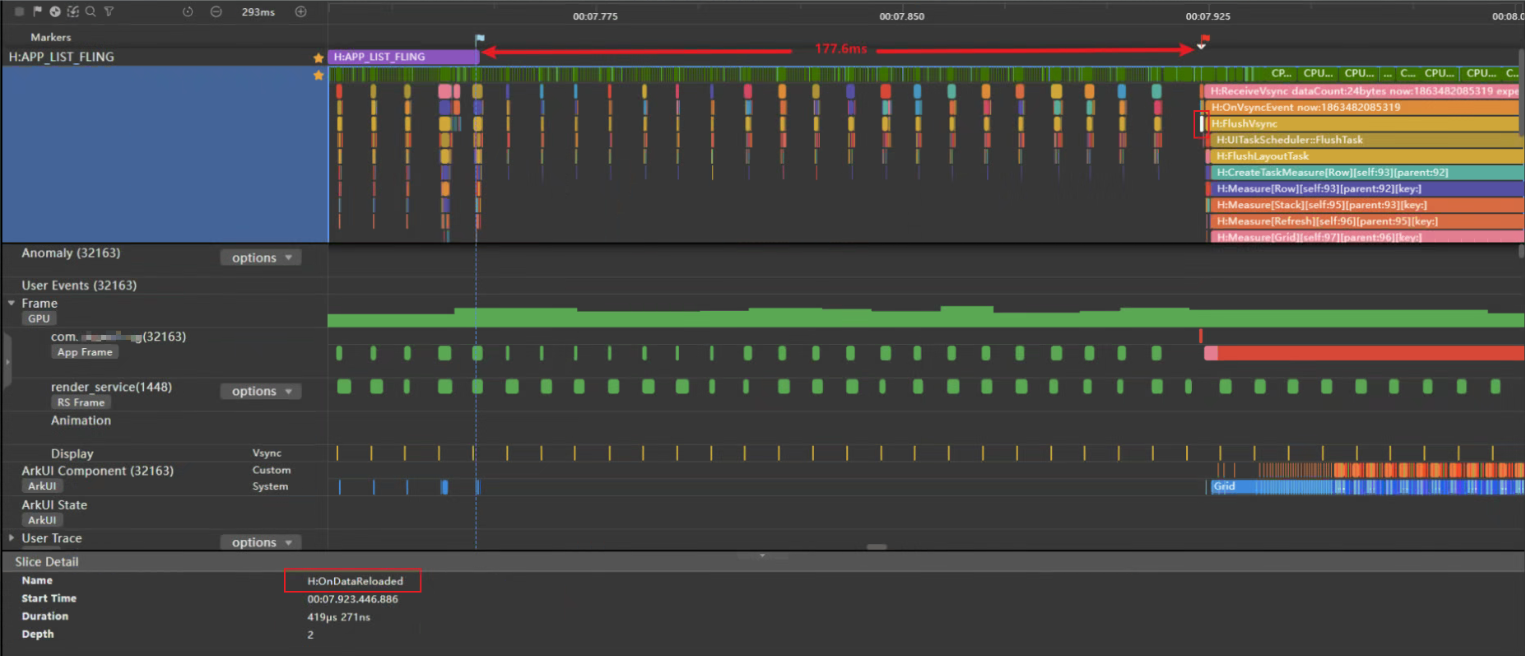 293ms
00:07.775
00:07.850
00:07.925
00:08.0
Markers
177.6ms
H:APP_LIST_FLING
H:APP_LIST_FLING
CP... CPU... CPU... ... C... CPU... CPU... C...
H:ReceiveVsync dataCount:24bytes now:1863482085319 expe
H:OnVsyncEvent now:1863482085319
H:FlushVsync
H:UITaskScheduler::FlushTask
H:FlushLayoutTask
H:CreateTaskMeasure[Row][self:93][parent:92]
H:Measure[Row][self:93][parent:92][key:]
H:Measure[Stack][self:95][parent:93][key:]
H:Measure[Refresh][self:96][parent:95][key:]
H:Measure[Grid][self:97][parent:96][key:]
Anomaly (32163)
options
User Events (32163)
Frame
GPU
com. g(32163)
App Frame
render_service(1448)
options
RS Frame
Animation
Display
Vsync
ArkUI Component (32163)
Custom
ArkUI
System
Grid
ArkUI State
ArkUI
User Trace
options
Slice Detail
Name
H:OnDataReloaded
Start Time
00:07.923.446.886
Duration
419μs 271ns
Depth
2